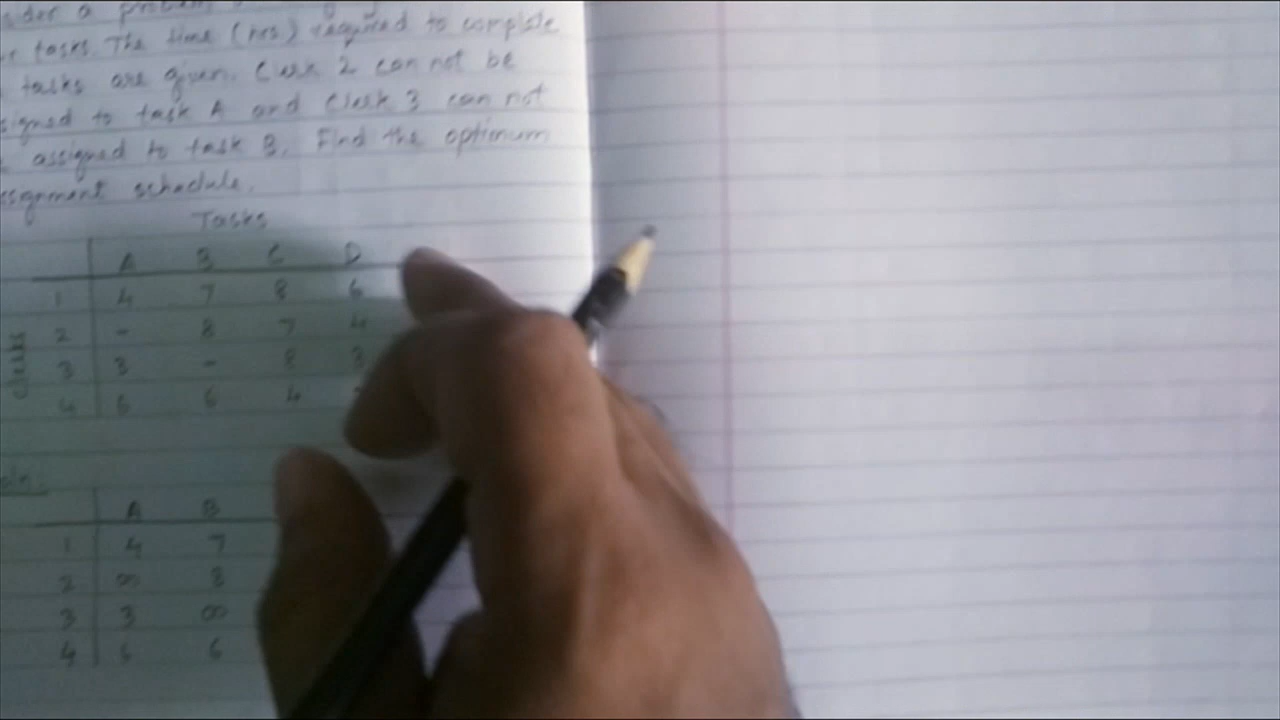 a
tasks. The time (hrs) required to complete
tasks are given. Clerk 2 can not be
to task A and Clerk 3 can not
assigned to task B. Find the optimum
schedule.
Tasks
A B C D
1 4 7 8 6
2 - 8 7 4
3 3 - 8 3
4 6 6 4
A B
1 4 7
2 ∞ 8
3 3 ∞
4 6 6